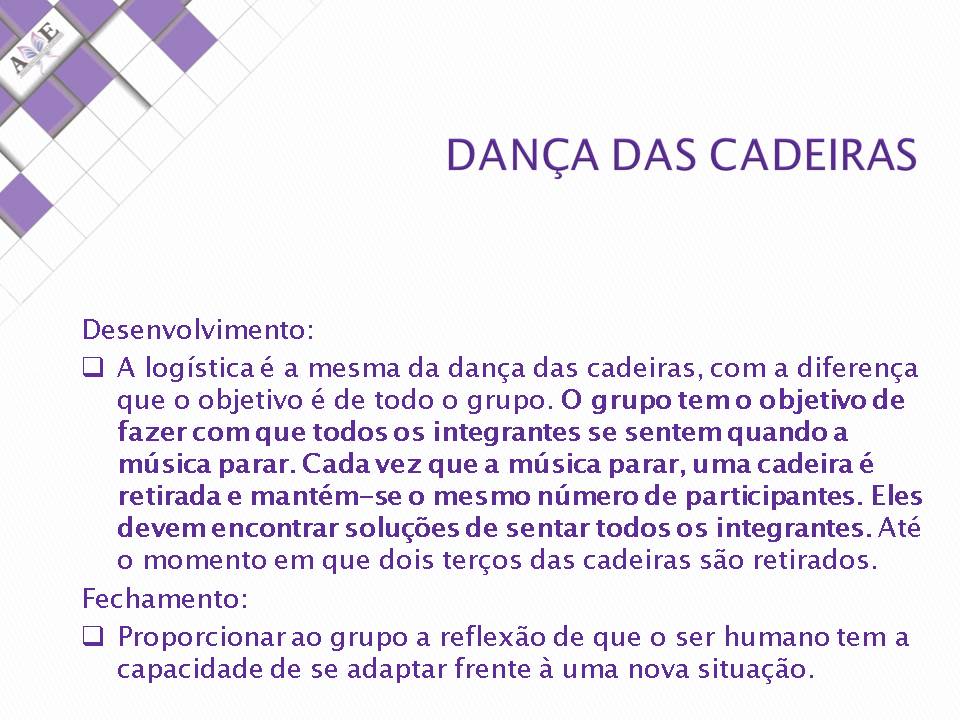 A E
DANÇA DAS CADEIRAS
Desenvolvimento:
A logística é a mesma da dança das cadeiras, com a diferença
que o objetivo é de todo o grupo. O grupo tem o objetivo de
fazer com que todos os integrantes se sentem quando a
música parar. Cada vez que a música parar, uma cadeira é
retirada e mantém-se o mesmo número de participantes. Eles
devem encontrar soluções de sentar todos os integrantes. Até
o momento em que dois terços das cadeiras são retirados.
Fechamento:
Proporcionar ao grupo a reflexão de que o ser humano tem a
capacidade de se adaptar frente à uma nova situação.